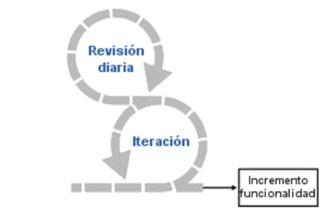 Revisión
diaria
Iteración
Incremento
funcionalidad